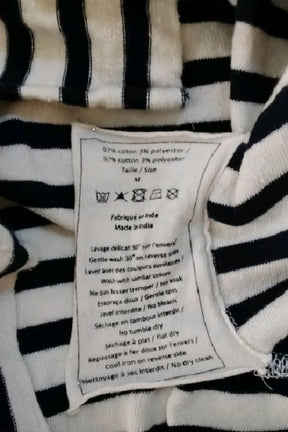 97% coton 3% polyester /
97% cotton 3% polyester
Taille / Size
M
Fabriqué en Inde
Made in India
Lavage délicat 30° sur l'envers /
Gentle wash 30° on reverse side
Lavez avec des couleurs similaires /
Wash with similar colors
Ne pas laisser tremper / No soak
Essorage doux / Gentle spin
Javel interdite / No bleach
Séchage en tambour interdit /
No tumble dry
Séchage à plat / Flat dry
Repassage à fer doux sur l'envers /
Cool iron on reverse side
Nettoyage à sec interdit / No dry clean